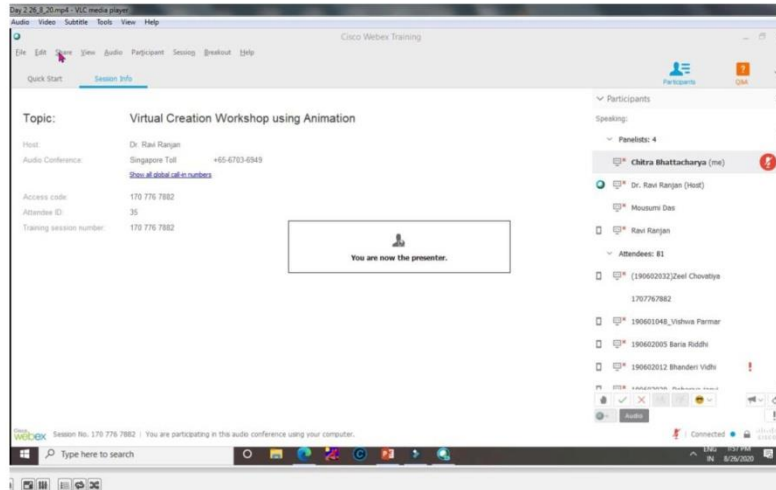 Day 2 26_8_20.mp4 - VLC media player
Audio Video Subtitle Tools View Help
Cisco Webex Training
File Edit Share View Audio Participant Session Breakout Help
Quick Start Session Info
Participants Q&A
Topic: Virtual Creation Workshop using Animation
Host: Dr. Ravi Ranjan
Audio Conference: Singapore Toll +65-6703-6949
Show all global call-in numbers
Access code: 170 776 7882
Attendee ID: 35
Training session number: 170 776 7882
You are now the presenter.
Participants
Speaking:
Panelists: 4
Chitra Bhattacharya (me)
Dr. Ravi Ranjan (Host)
Mousumi Das
Ravi Ranjan
Attendees: 81
(190602032)Zeel Chovatiya
1707767882
190601048_Vishwa Parmar
190602005 Baria Riddhi
190602012 Bhanderi Vidhi
Audio
webex Session No. 170 776 7882 | You are participating in this audio conference using your computer.
Connected
Type here to search
ENG
IN 8/26/2020